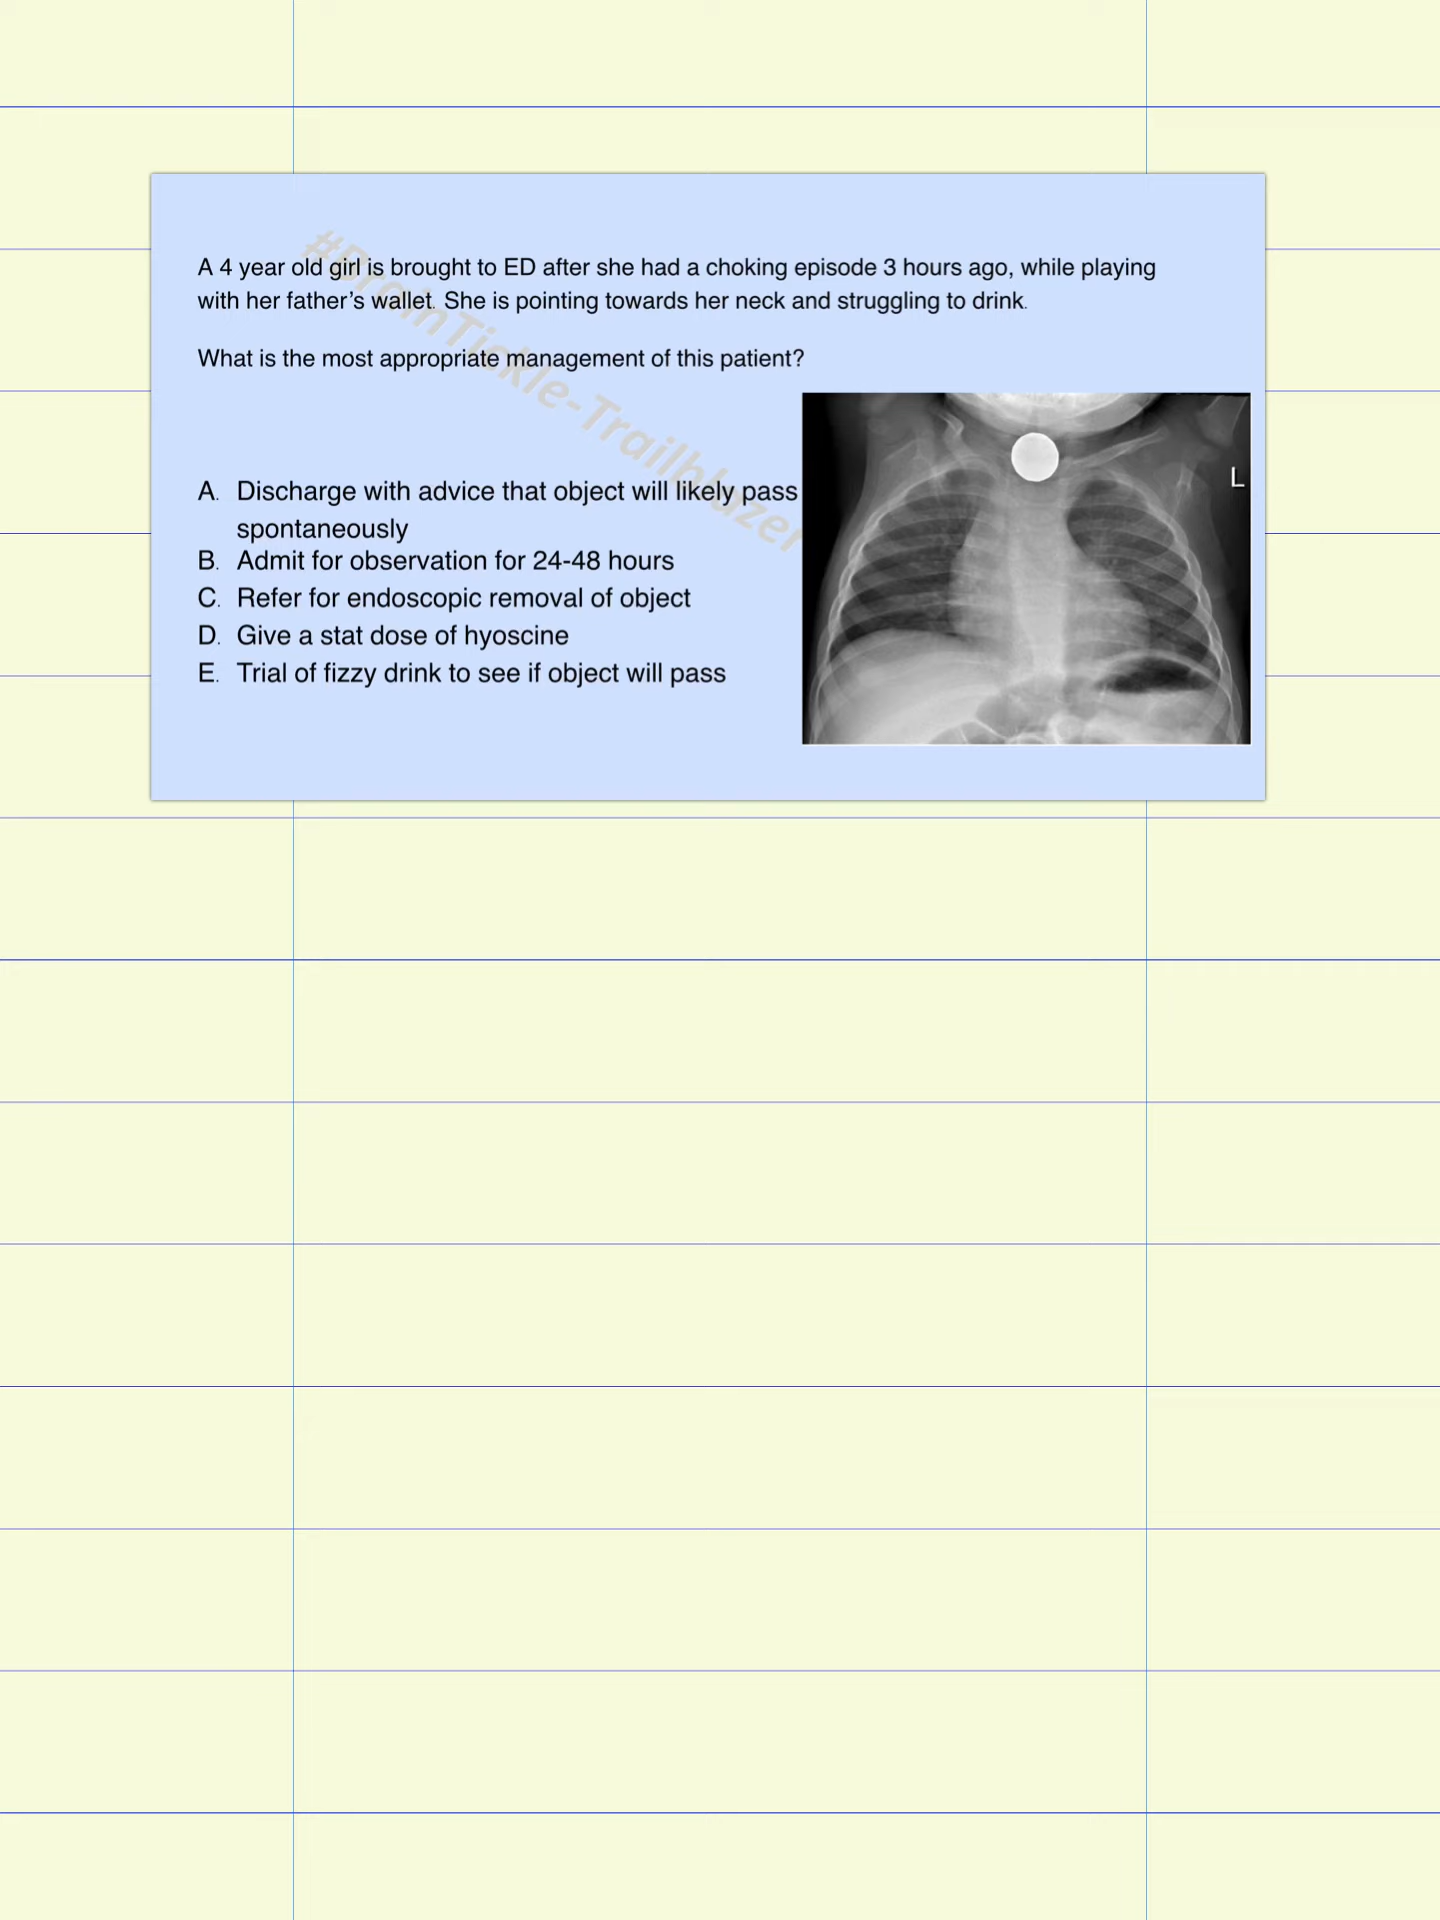 #BrainTickle-Trailblazer
A 4 year old girl is brought to ED after she had a choking episode 3 hours ago, while playing
with her father’s wallet. She is pointing towards her neck and struggling to drink.
What is the most appropriate management of this patient?
A. Discharge with advice that object will likely pass
spontaneously
B. Admit for observation for 24-48 hours
C. Refer for endoscopic removal of object
D. Give a stat dose of hyoscine
E. Trial of fizzy drink to see if object will pass
L